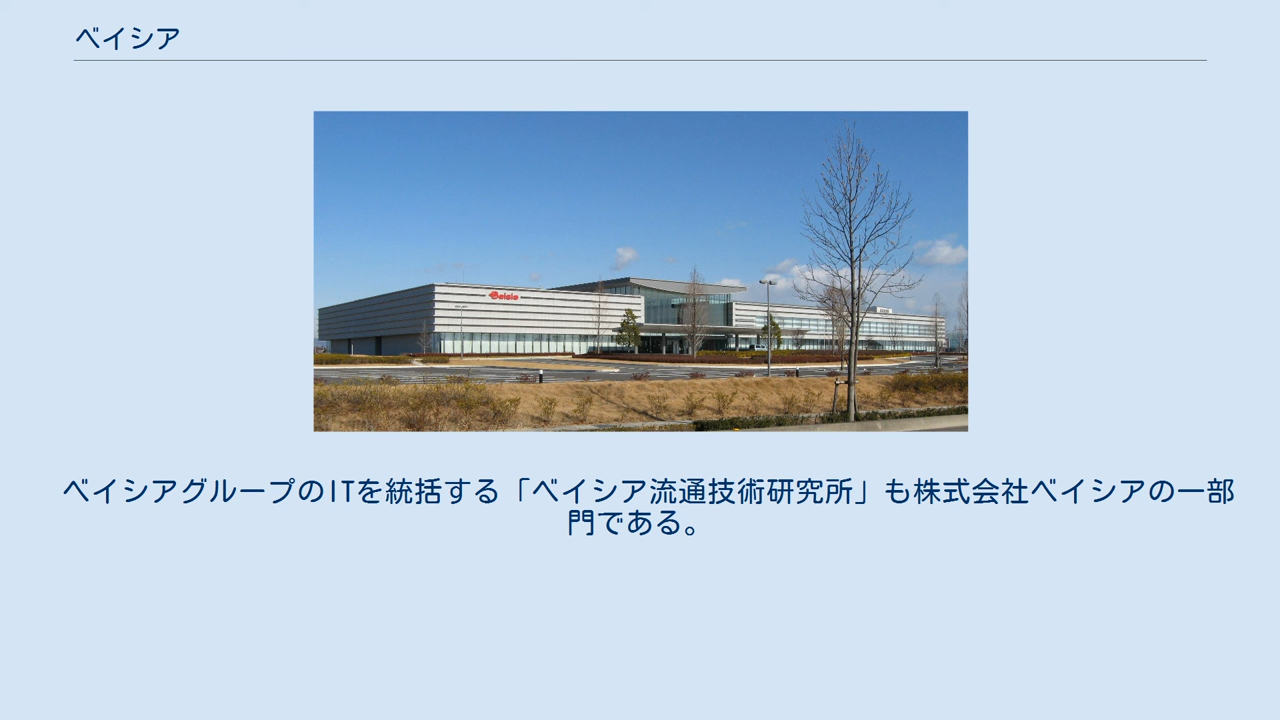 ベイシア
Beisia
ベイシアグループのITを統括する「ベイシア流通技術研究所」も株式会社ベイシアの一部
門である。